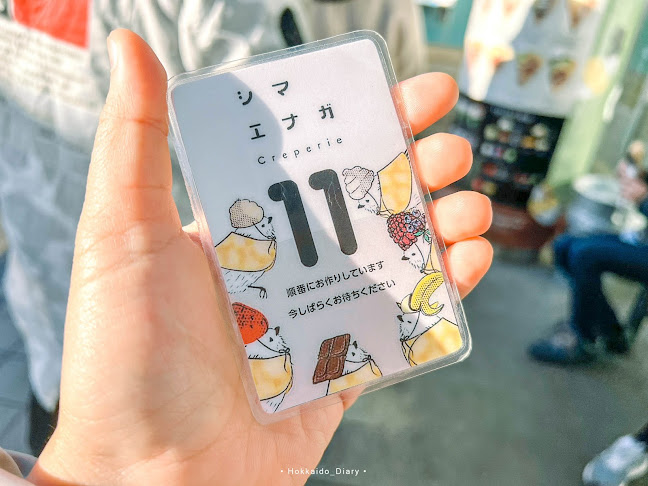 シマ
エナガ
Creperie
11
順番にお作りしています
今しばらくお待ちください
• Hokkaido_Diary •